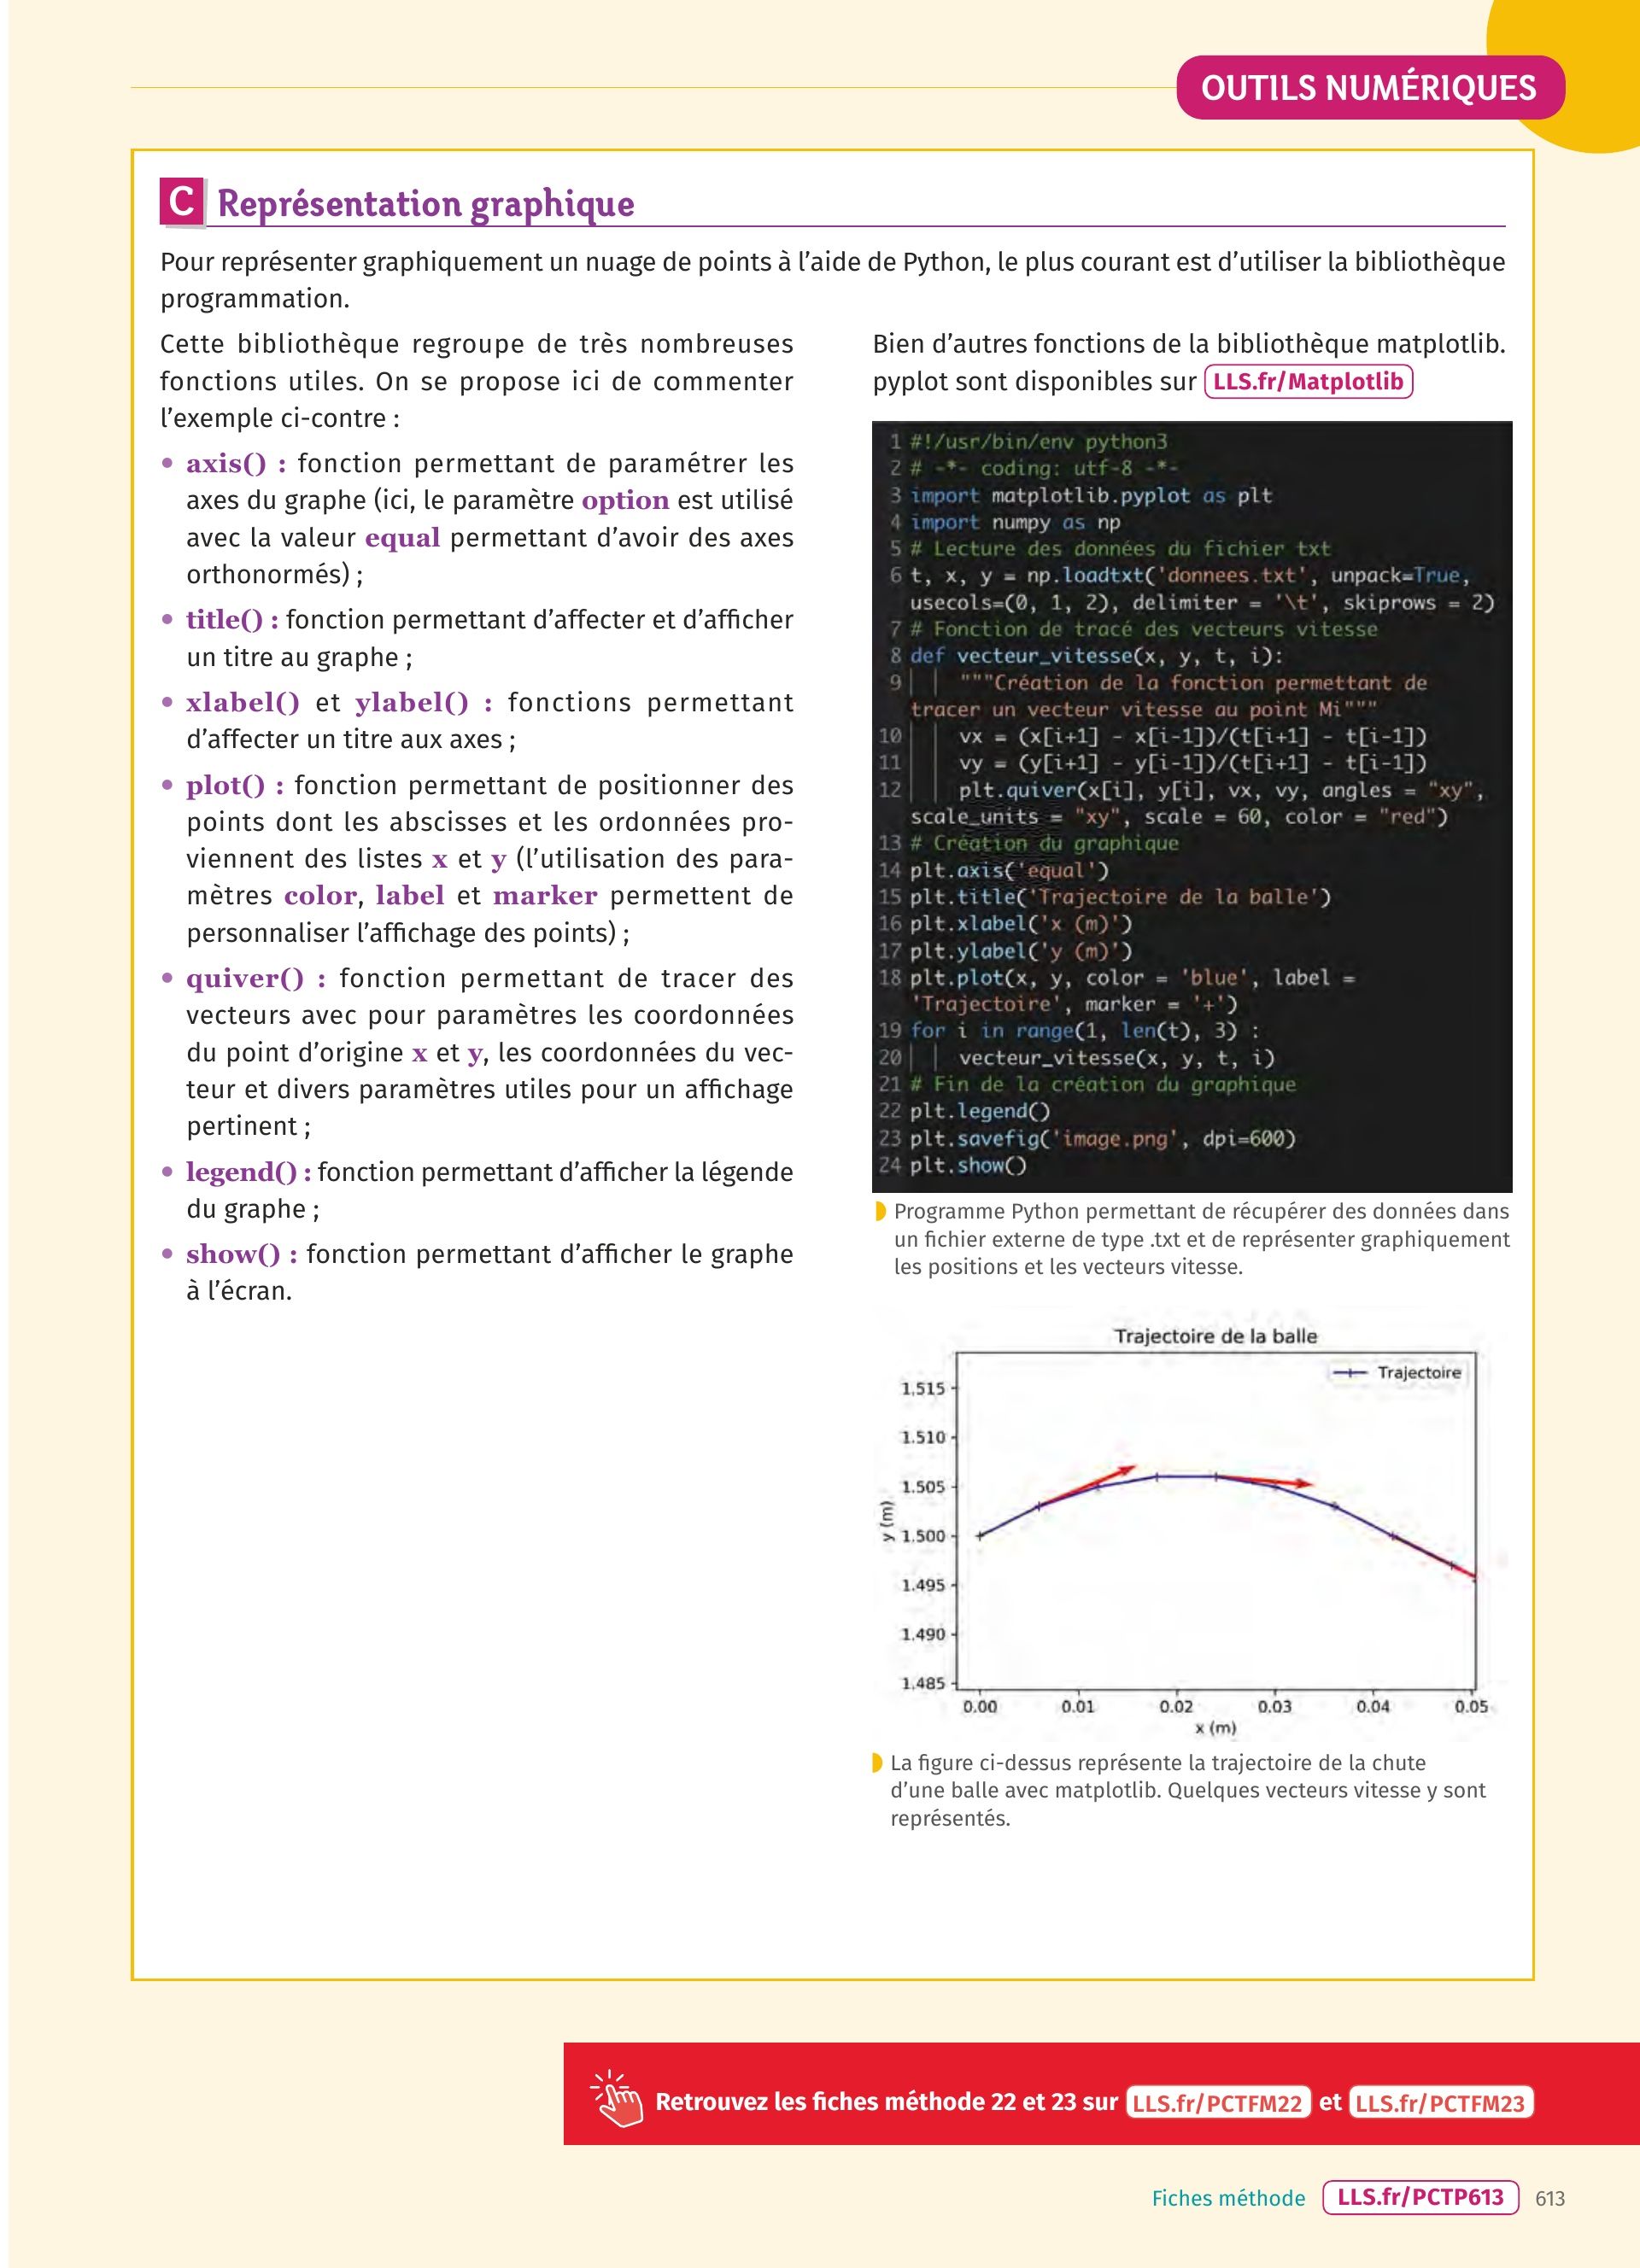 OUTILS NUMÉRIQUES
C Représentation graphique
Pour représenter graphiquement un nuage de points à l’aide de Python, le plus courant est d’utiliser la bibliothèque
programmation.
Cette bibliothèque regroupe de très nombreuses
fonctions utiles. On se propose ici de commenter
l’exemple ci-contre :
• axis() : fonction permettant de paramétrer les
axes du graphe (ici, le paramètre option est utilisé
avec la valeur equal permettant d’avoir des axes
orthonormés) ;
• title() : fonction permettant d’affecter et d’afficher
un titre au graphe ;
• xlabel() et ylabel() : fonctions permettant
d’affecter un titre aux axes ;
• plot() : fonction permettant de positionner des
points dont les abscisses et les ordonnées pro-
viennent des listes x et y (l’utilisation des para-
mètres color, label et marker permettent de
personnaliser l’affichage des points) ;
• quiver() : fonction permettant de tracer des
vecteurs avec pour paramètres les coordonnées
du point d’origine x et y, les coordonnées du vec-
teur et divers paramètres utiles pour un affichage
pertinent ;
• legend() : fonction permettant d’afficher la légende
du graphe ;
• show() : fonction permettant d’afficher le graphe
à l’écran.
Bien d’autres fonctions de la bibliothèque matplotlib.
pyplot sont disponibles sur LLS.fr/Matplotlib
1 #!/usr/bin/env python3
2 # -*- coding: utf-8 -*-
3 import matplotlib.pyplot as plt
4 import numpy as np
5 # Lecture des données du fichier txt
6 t, x, y = np.loadtxt('donnees.txt', unpack=True,
usecols=(0, 1, 2), delimiter = '\t', skiprows = 2)
7 # Fonction de tracé des vecteurs vitesse
8 def vecteur_vitesse(x, y, t, i):
9 """Création de la fonction permettant de
tracer un vecteur vitesse au point Mi"""
10 vx = (x[i+1] - x[i-1])/(t[i+1] - t[i-1])
11 vy = (y[i+1] - y[i-1])/(t[i+1] - t[i-1])
12 plt.quiver(x[i], y[i], vx, vy, angles = "xy",
scale_units = "xy", scale = 60, color = "red")
13 # Création du graphique
14 plt.axis('equal')
15 plt.title('Trajectoire de la balle')
16 plt.xlabel('x (m)')
17 plt.ylabel('y (m)')
18 plt.plot(x, y, color = 'blue', label =
'Trajectoire', marker = '+')
19 for i in range(1, len(t), 3) :
20 vecteur_vitesse(x, y, t, i)
21 # Fin de la création du graphique
22 plt.legend()
23 plt.savefig('image.png', dpi=600)
24 plt.show()
Programme Python permettant de récupérer des données dans
un fichier externe de type .txt et de représenter graphiquement
les positions et les vecteurs vitesse.
Trajectoire de la balle
Trajectoire
1.515
1.510
1.505
1.500
1.495
1.490
1.485
y (m)
0.00 0.01 0.02 0.03 0.04 0.05
x (m)
La figure ci-dessus représente la trajectoire de la chute
d’une balle avec matplotlib. Quelques vecteurs vitesse y sont
représentés.
Retrouvez les fiches méthode 22 et 23 sur LLS.fr/PCTFM22 et LLS.fr/PCTFM23
Fiches méthode LLS.fr/PCTP613 613